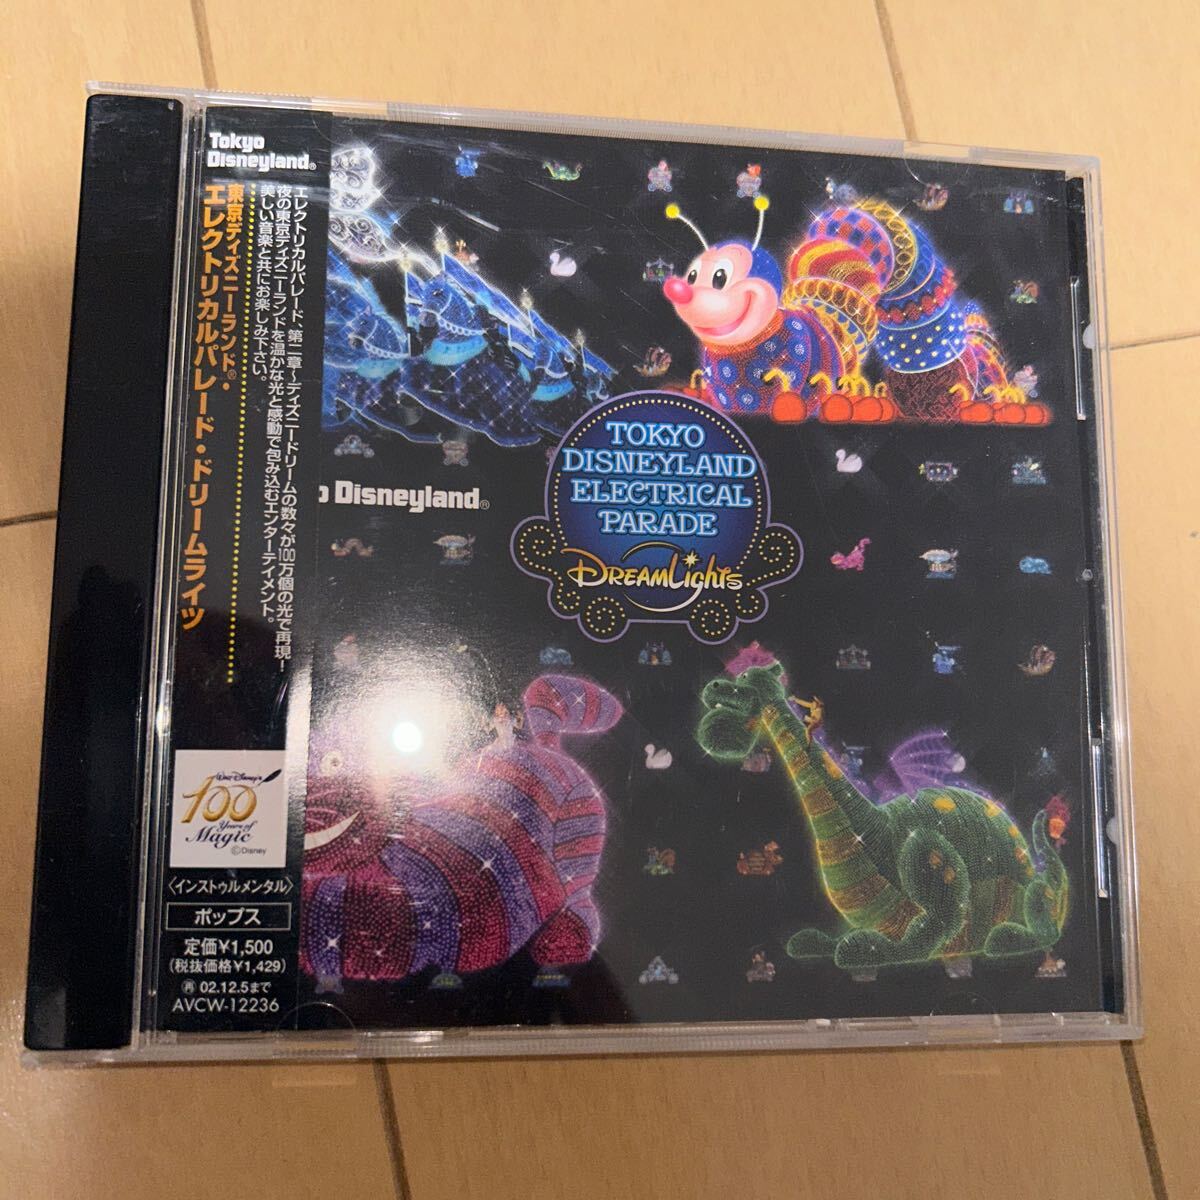 Tokyo
Disneyland®
東京ディズニーランド®・
エレクトリカルパレード・ドリームライツ
エレクトリカルパレード、第二章〜ディズニードリームの数々が100万個の光で再現!
夜の東京ディズニーランドを温かな光と感動で包み込むエンターテイメント。
美しい音楽と共にお楽しみ下さい。
Walt Disney's
100
Years of
Magic
©Disney
〈インストゥルメンタル〉
ポップス
定価¥1,500
(税抜価格¥1,429)
再 02.12.5まで
AVCW-12236
o Disneyland®
TOKYO
DISNEYLAND
ELECTRICAL
PARADE
DREAMLights